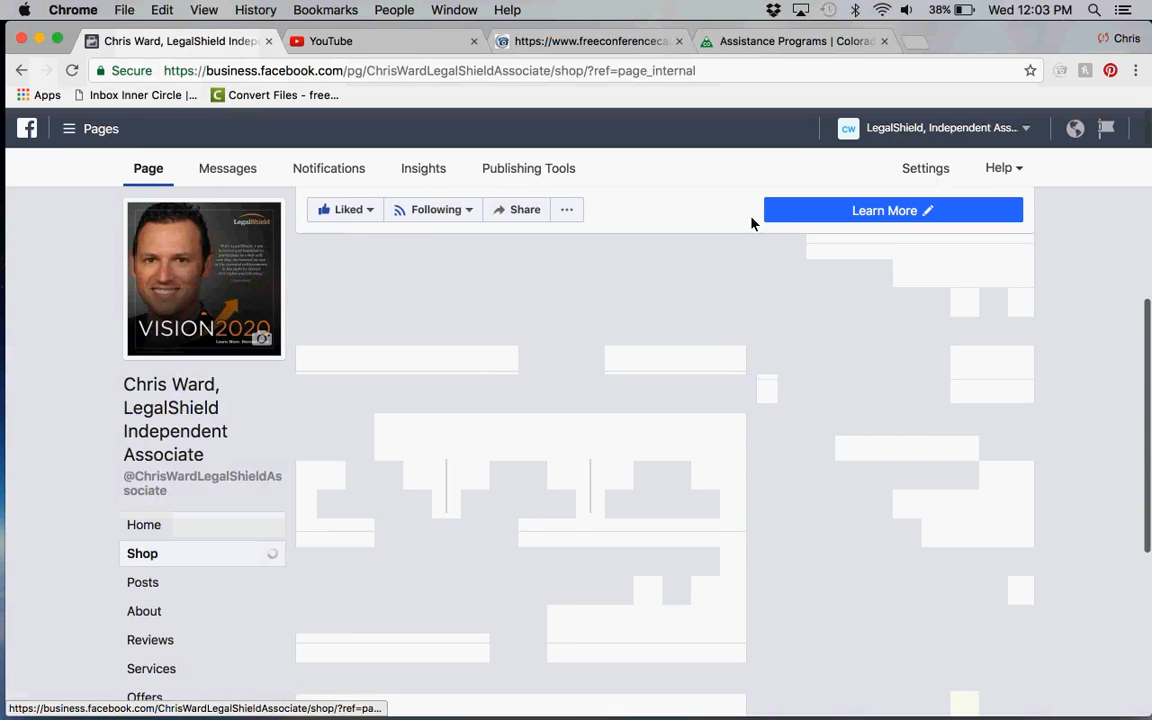 Chrome File Edit View History Bookmarks People Window Help 38% Wed 12:03 PM
Chris Ward, LegalShield Indep
YouTube
https://www.freeconferenceca
Assistance Programs | Colorad
Chris
Secure https://business.facebook.com/pg/ChrisWardLegalShieldAssociate/shop/?ref=page_internal
Apps Inbox Inner Circle |... Convert Files - free...
Pages CW LegalShield, Independent Ass...
Page Messages Notifications Insights Publishing Tools Settings Help
Liked Following Share Learn More
LegalShield
VISION2020
Chris Ward,
LegalShield
Independent
Associate
@ChrisWardLegalShieldAs
sociate
Home
Shop
Posts
About
Reviews
Services
Offers
https://business.facebook.com/ChrisWardLegalShieldAssociate/shop/?ref=pa...